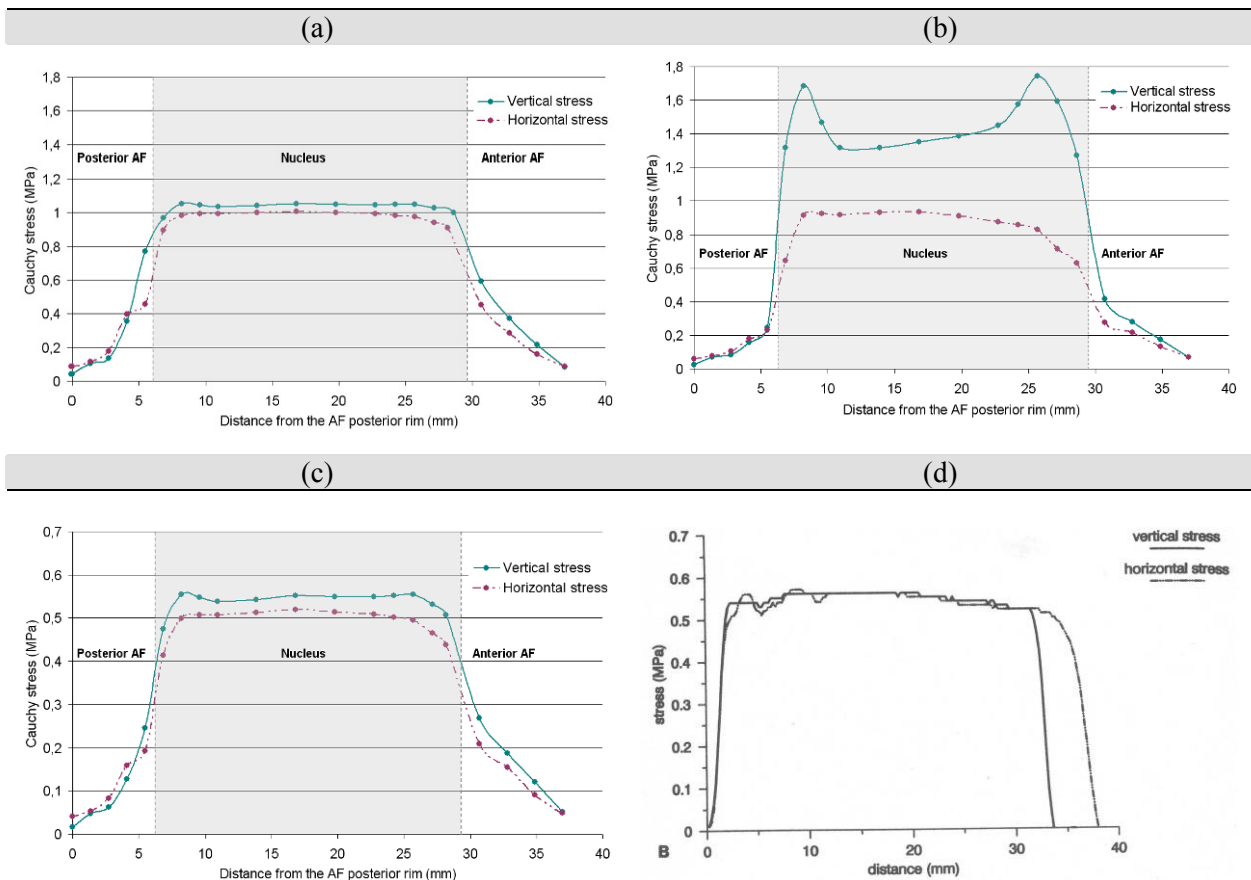 (a)
(b)
1,8
1,6
1,4
1,2
1
0,8
0,6
0,4
0,2
0
Cauchy stress (MPa)
Vertical stress
Horizontal stress
Posterior AF
Nucleus
Anterior AF
0 5 10 15 20 25 30 35 40
Distance from the AF posterior rim (mm)
1,8
1,6
1,4
1,2
1
0,8
0,6
0,4
0,2
0
Cauchy stress (MPa)
Vertical stress
Horizontal stress
Posterior AF
Nucleus
Anterior AF
0 5 10 15 20 25 30 35 40
Distance from the AF posterior rim (mm)
(c)
(d)
0,7
0,6
0,5
0,4
0,3
0,2
0,1
0
Cauchy stress (MPa)
Vertical stress
Horizontal stress
Posterior AF
Nucleus
Anterior AF
0 5 10 15 20 25 30 35 40
Distance from the AF posterior rim (mm)
0.7
0.6
0.5
0.4
0.3
0.2
0.1
0
stress (MPa)
vertical stress
horizontal stress
B
0 10 20 30 40
distance (mm)